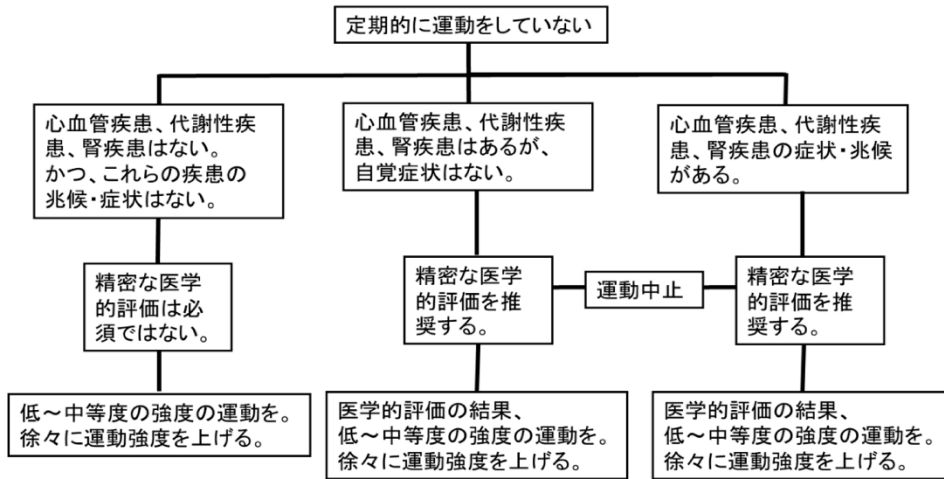 定期的に運動をしていない
心血管疾患、代謝性疾
患、腎疾患はない。
かつ、これらの疾患の
兆候・症状はない。
心血管疾患、代謝性疾
患、腎疾患はあるが、
自覚症状はない。
心血管疾患、代謝性疾
患、腎疾患の症状・兆候
がある。
精密な医学
的評価は必
須ではない。
精密な医学
的評価を推
奨する。
運動中止
精密な医学
的評価を推
奨する。
低～中等度の強度の運動を。
徐々に運動強度を上げる。
医学的評価の結果、
低～中等度の強度の運動を。
徐々に運動強度を上げる。
医学的評価の結果、
低～中等度の強度の運動を。
徐々に運動強度を上げる。